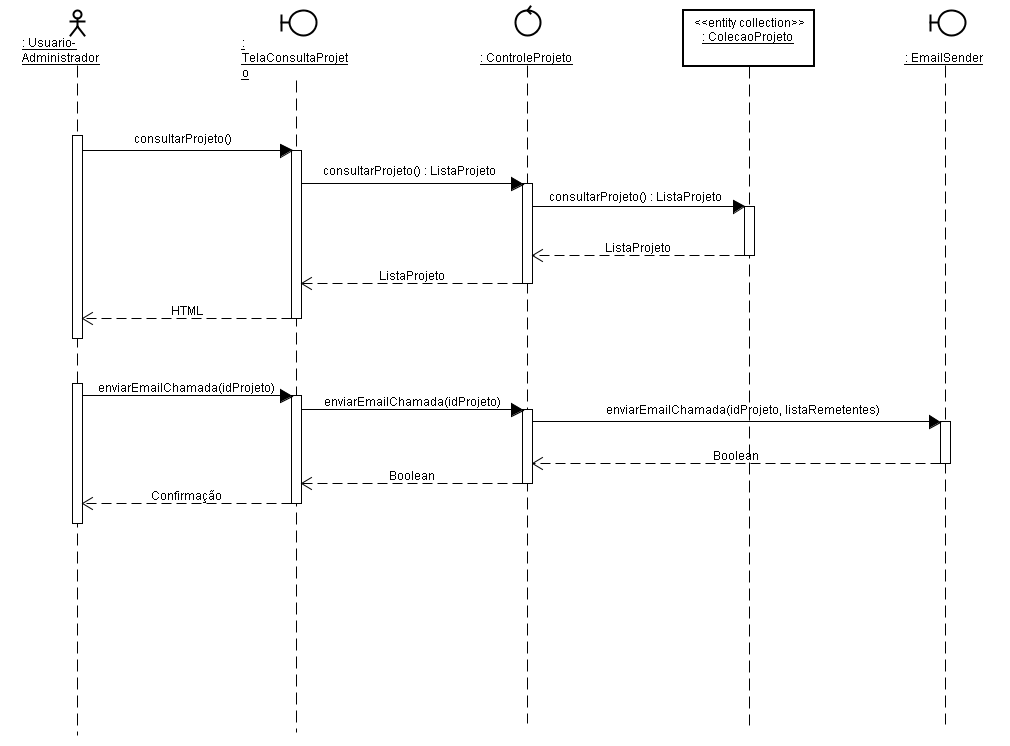 : Usuario-
Administrador
:
TelaConsultaProjet
o
: ControleProjeto
<<entity collection>>
: ColecaoProjeto
: EmailSender
consultarProjeto()
consultarProjeto() : ListaProjeto
consultarProjeto() : ListaProjeto
ListaProjeto
ListaProjeto
HTML
enviarEmailChamada(idProjeto)
enviarEmailChamada(idProjeto)
enviarEmailChamada(idProjeto, listaRemetentes)
Boolean
Boolean
Confirmação